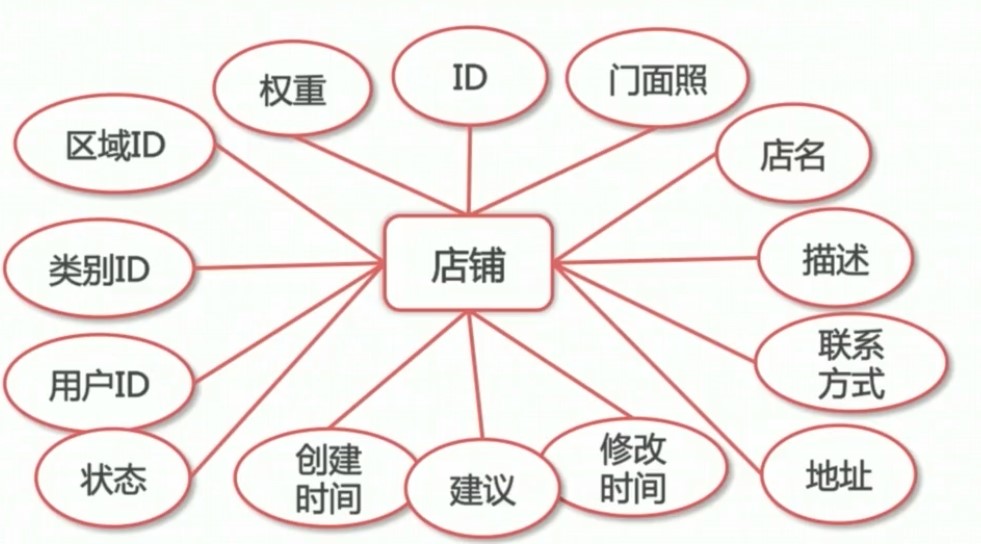 权重
ID
门面照
区域ID
店名
类别ID
店铺
描述
用户ID
联系
方式
状态
创建
时间
建议
修改
时间
地址